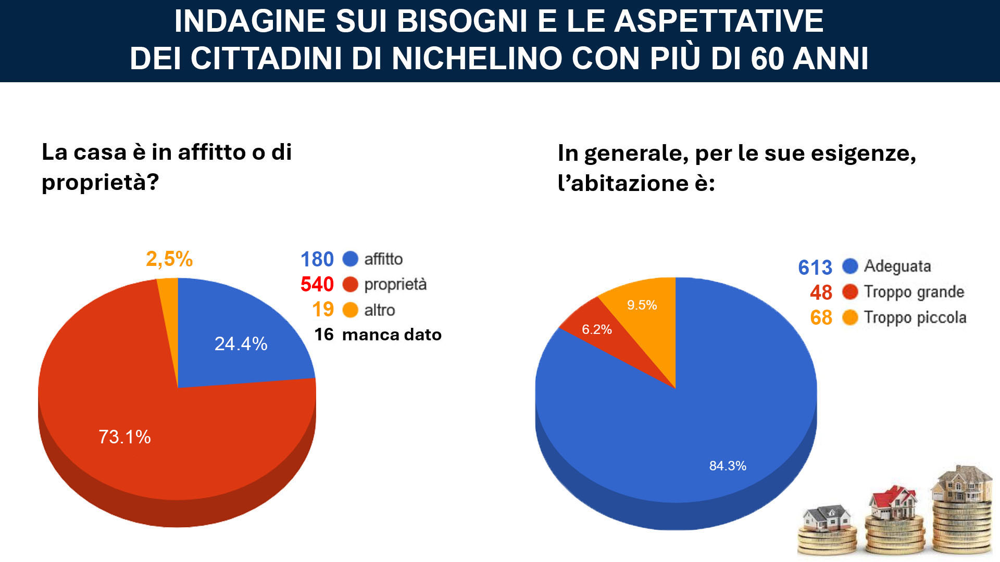 INDAGINE SUI BISOGNI E LE ASPETTATIVE
DEI CITTADINI DI NICHELINO CON PIÙ DI 60 ANNI
La casa è in affitto o di
proprietà?
2,5%
180 affitto
540 proprietà
19 altro
16 manca dato
24.4%
73.1%
In generale, per le sue esigenze,
l’abitazione è:
613 Adeguata
48 Troppo grande
68 Troppo piccola
9.5%
6.2%
84.3%